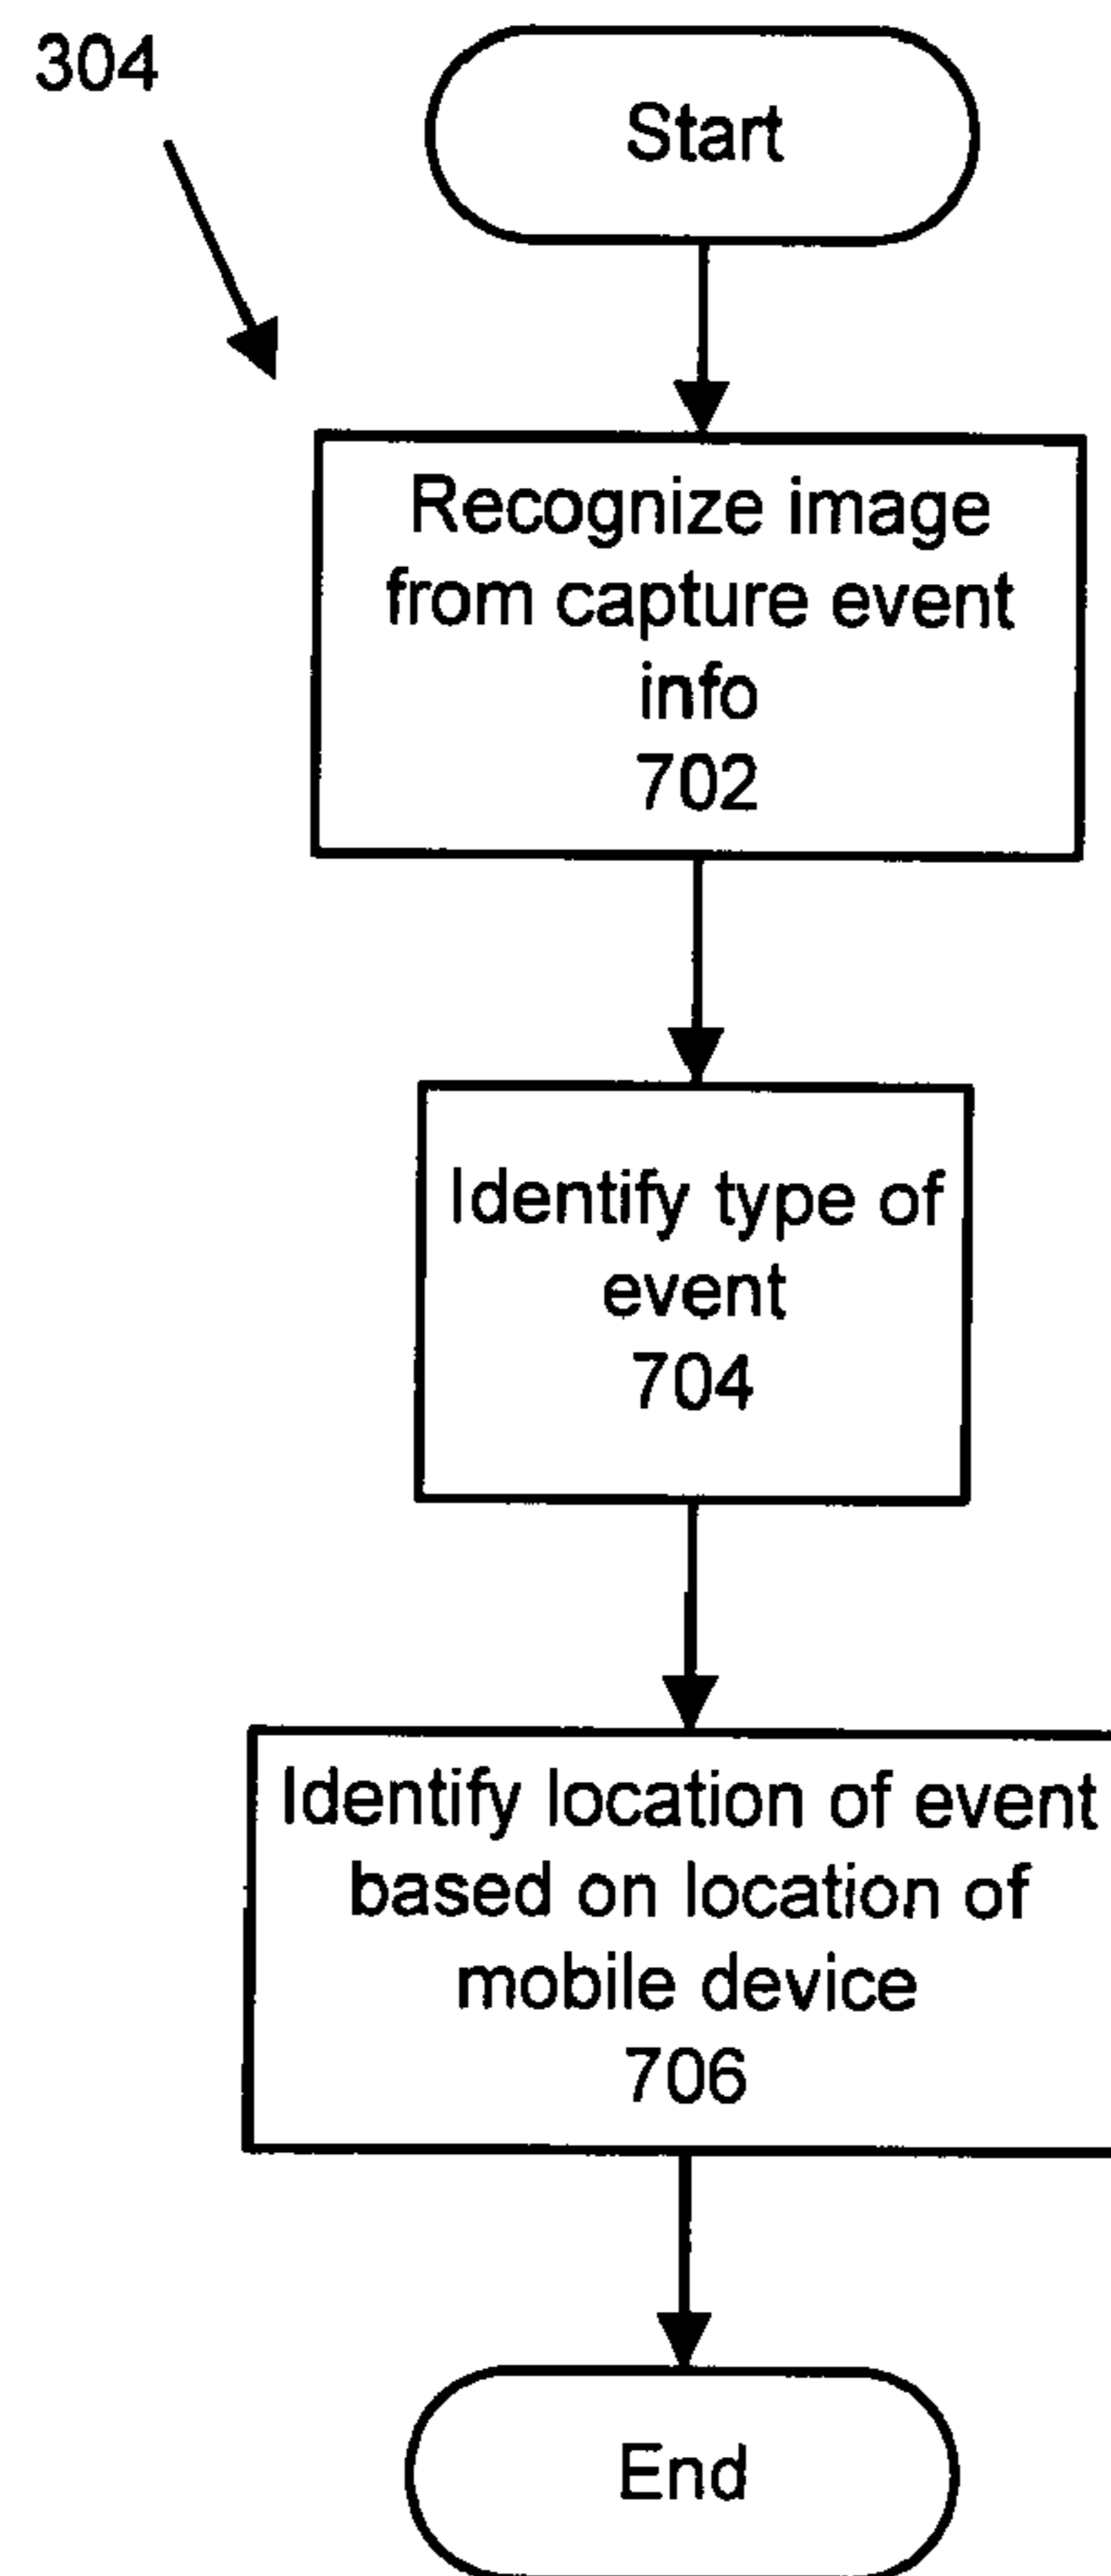 304
Start
Recognize image
from capture event
info
702
Identify type of
event
704
Identify location of event
based on location of
mobile device
706
End